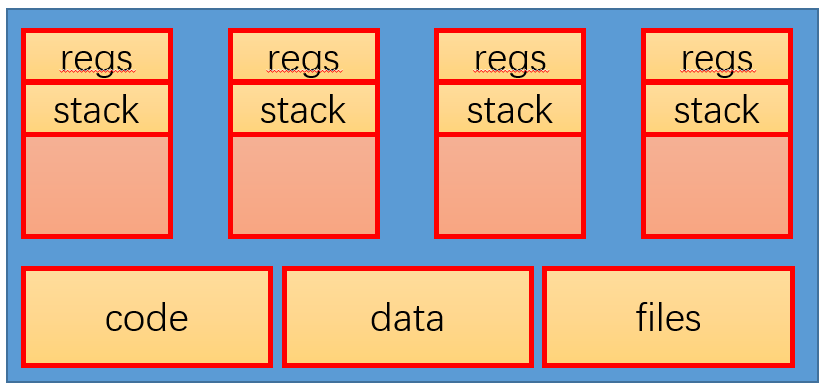 regs regs regs regs
stack stack stack stack
code data files